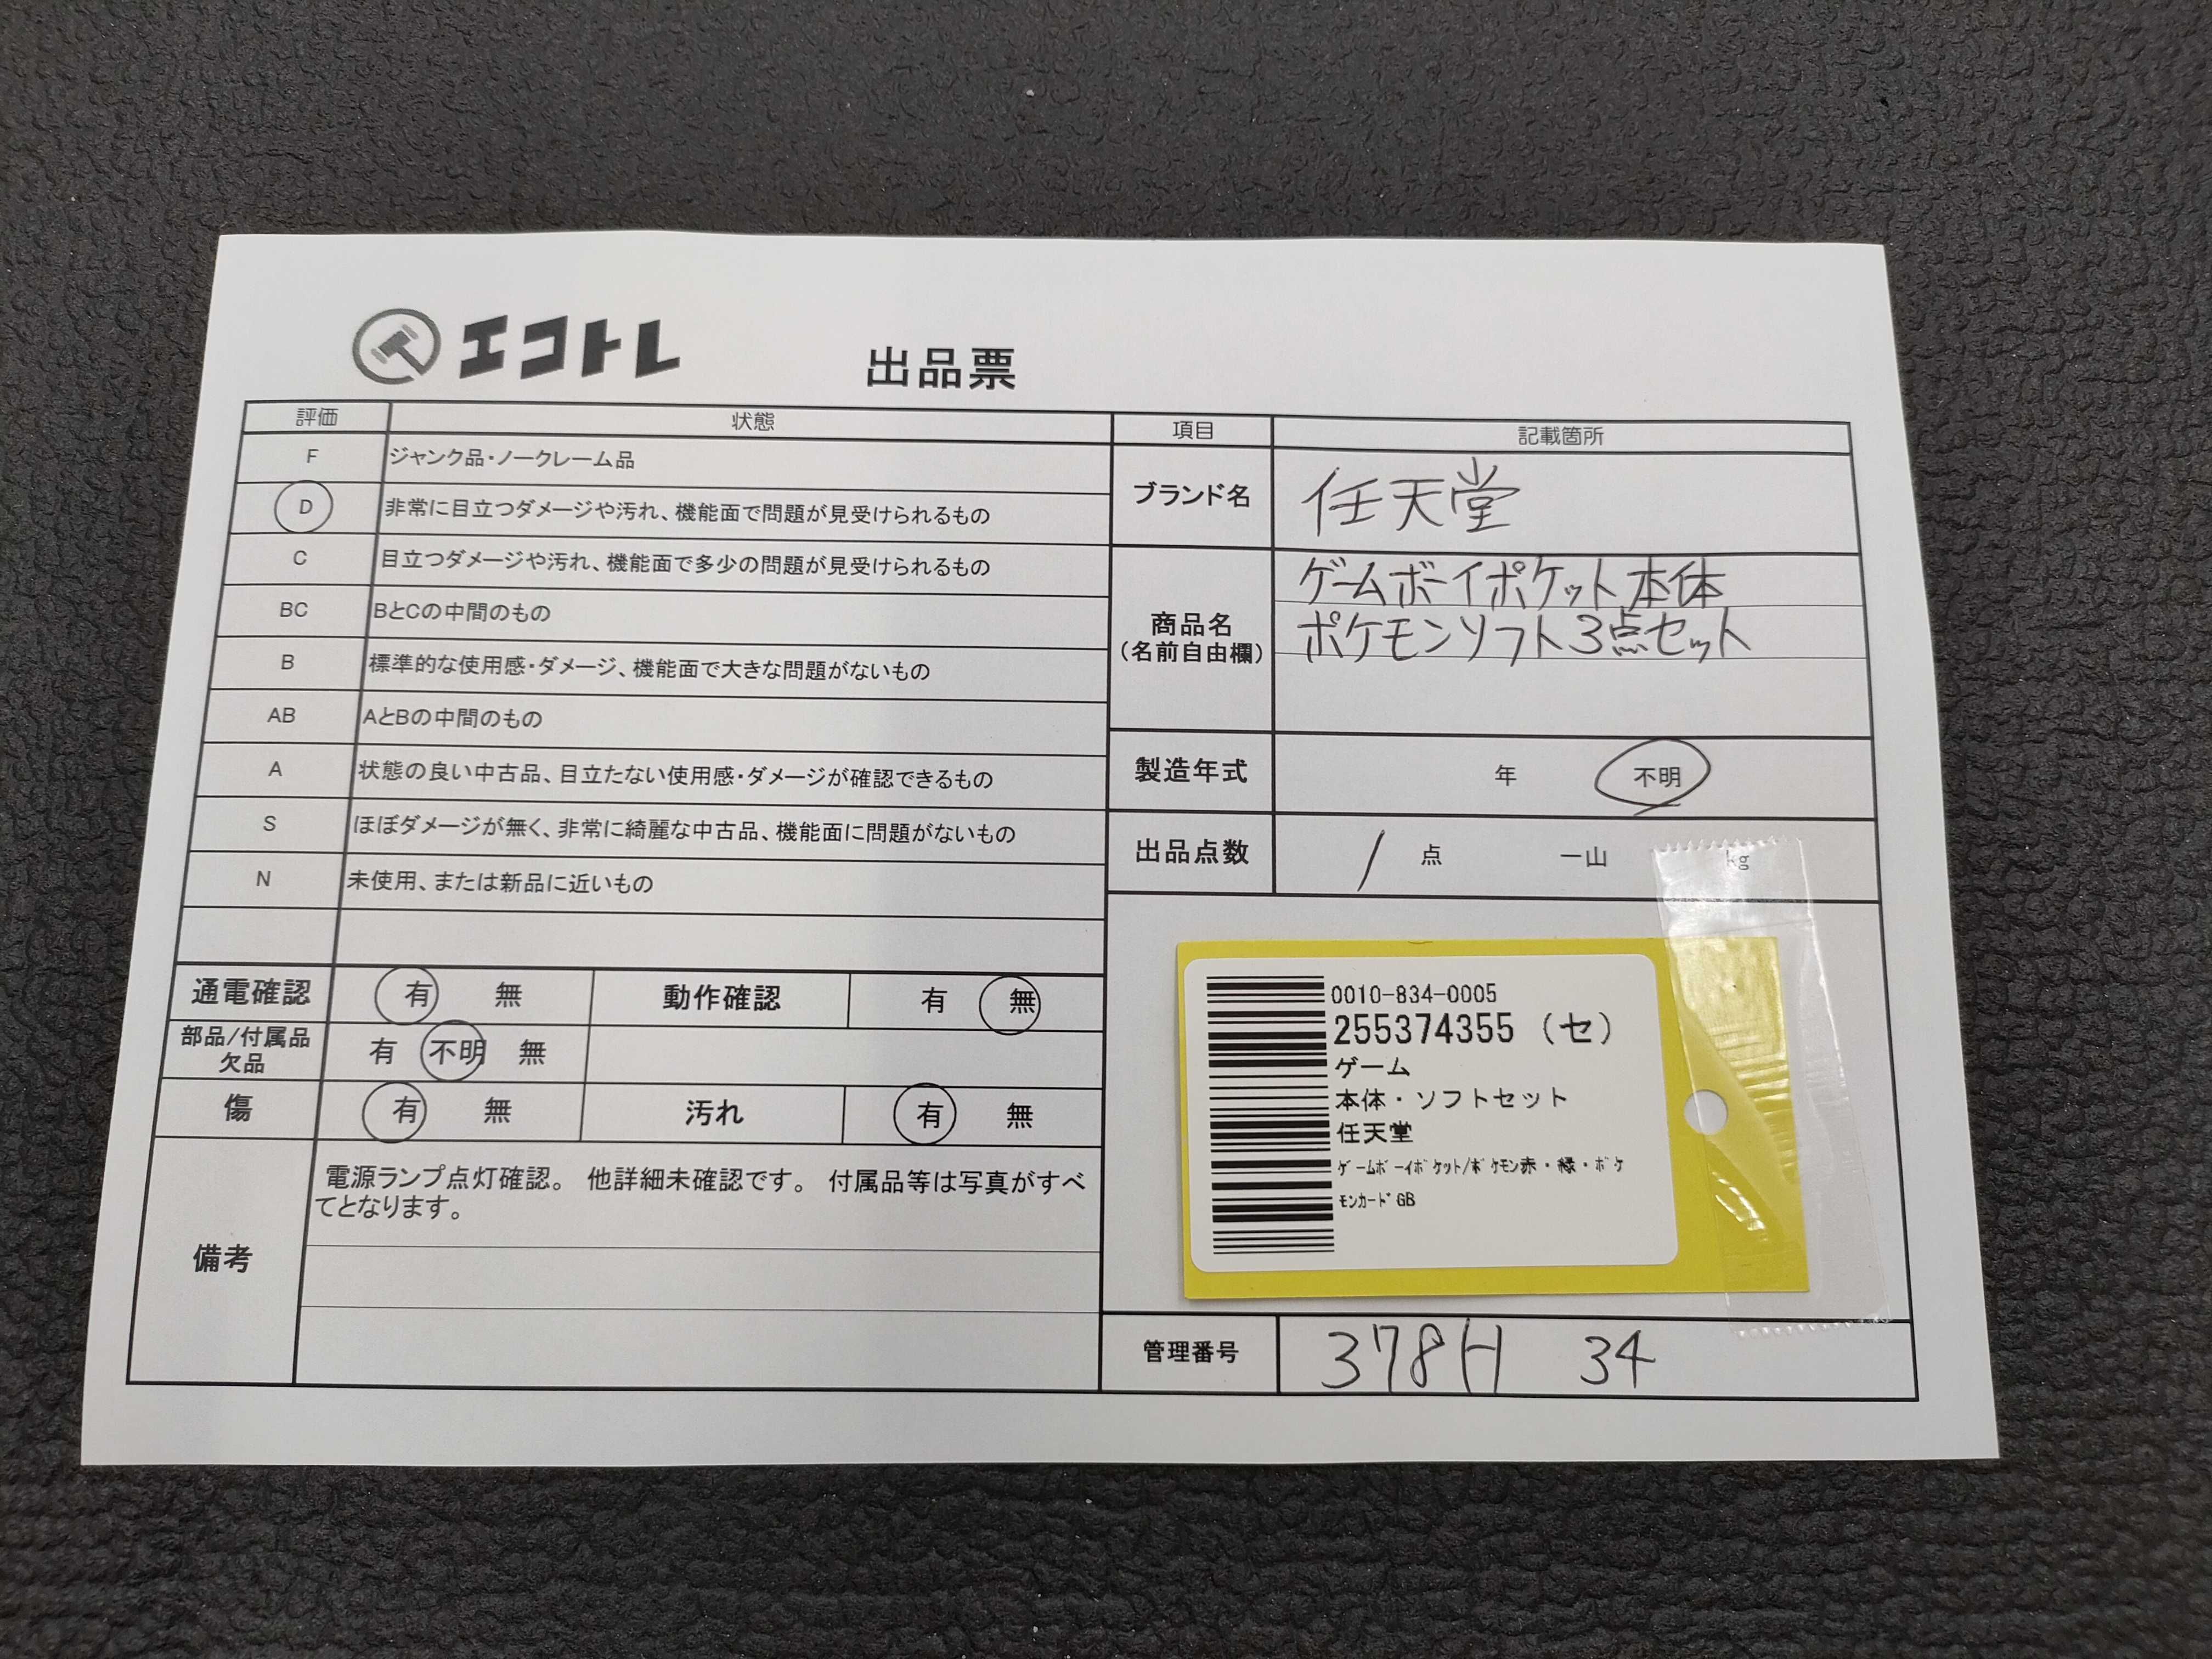 エコトレ
出品票
評価 状態
F ジャンク品・ノークレーム品
D 非常に目立つダメージや汚れ、機能面で問題が見受けられるもの
C 目立つダメージや汚れ、機能面で多少の問題が見受けられるもの
BC BとCの中間のもの
B 標準的な使用感・ダメージ、機能面で大きな問題がないもの
AB AとBの中間のもの
A 状態の良い中古品、目立たない使用感・ダメージが確認できるもの
S ほぼダメージが無く、非常に綺麗な中古品、機能面に問題がないもの
N 未使用、または新品に近いもの
通電確認 有 無 動作確認 有 無
部品/付属品
欠品
有 不明 無
傷 有 無 汚れ 有 無
備考
電源ランプ点灯確認。 他詳細未確認です。 付属品等は写真がすべ
てとなります。
項目 記載箇所
ブランド名 任天堂
商品名
(名前自由欄)
ゲームボーイポケット本体
ポケモンソフト3点セット
製造年式 年 不明
出品点数 1 点 一山 kg
0010-834-0005
255374355 (セ)
ゲーム
本体・ソフトセット
任天堂
ｹﾞｰﾑﾎﾞｰｲﾎﾟｹｯﾄ/ﾎﾟｹﾓﾝ赤・緑・ﾎﾟｹ
ﾓﾝｶｰﾄﾞGB
管理番号 378H 34